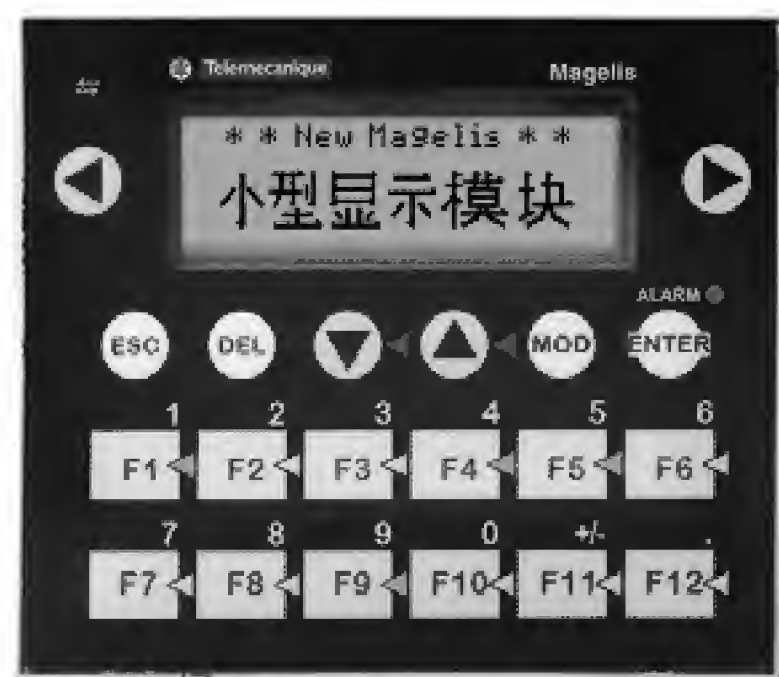 Telemecanique Magelis
* * New Magelis * *
小型显示模块
ALARM
ESC DEL MOD ENTER
1 2 3 4 5 6
F1 F2 F3 F4 F5 F6
7 8 9 0 +/- .
F7 F8 F9 F10 F11 F12